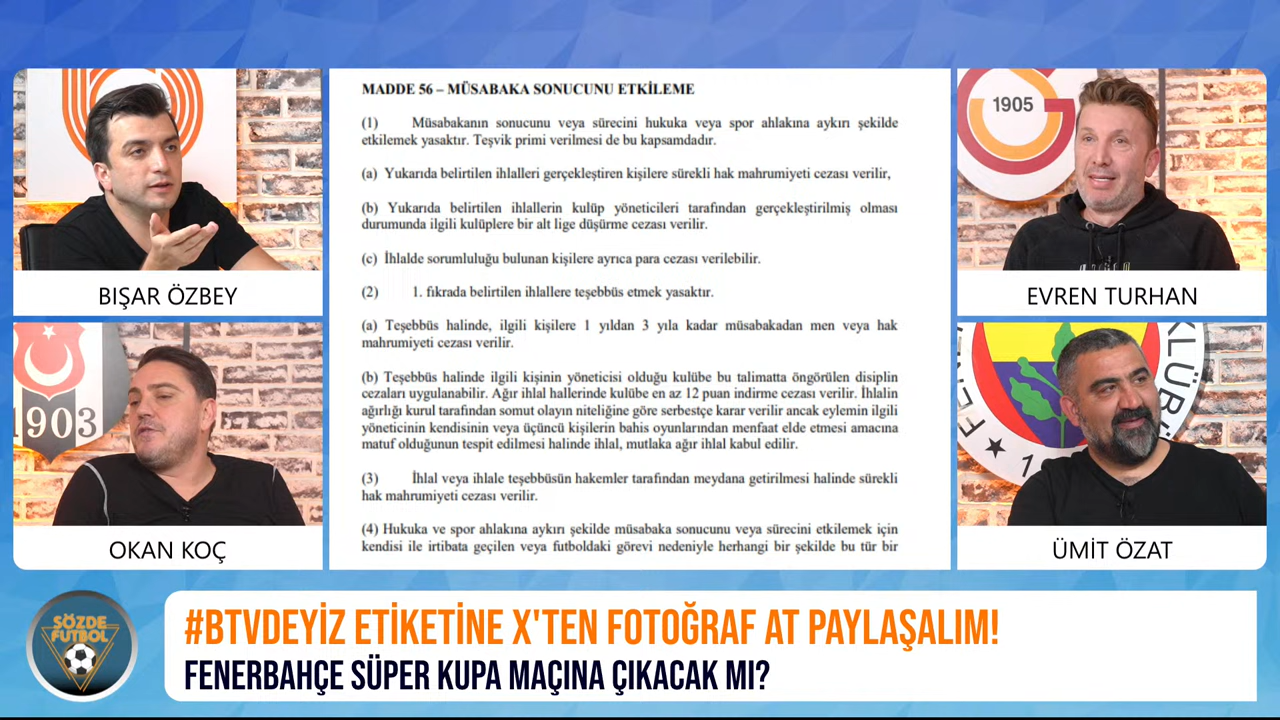 1905
BIŞAR ÖZBEY
EVREN TURHAN
1903
OKAN KOÇ
ÜMİT ÖZAT
MADDE 56 – MÜSABAKA SONUCUNU ETKİLEME
(1) Müsabakanın sonucunu veya sürecini hukuka veya spor ahlakına aykırı şekilde
etkilemek yasaktır. Teşvik primi verilmesi de bu kapsamdadır.
(a) Yukarıda belirtilen ihlalleri gerçekleştiren kişilere sürekli hak mahrumiyeti cezası verilir,
(b) Yukarıda belirtilen ihlallerin kulüp yöneticileri tarafından gerçekleştirilmiş olması
durumunda ilgili kulüplere bir alt lige düşürme cezası verilir.
(c) İhlalde sorumluluğu bulunan kişilere ayrıca para cezası verilebilir.
(2) 1. fıkrada belirtilen ihlallere teşebbüs etmek yasaktır.
(a) Teşebbüs halinde, ilgili kişilere 1 yıldan 3 yıla kadar müsabakadan men veya hak
mahrumiyeti cezası verilir.
(b) Teşebbüs halinde ilgili kişinin yöneticisi olduğu kulübe bu talimatta öngörülen disiplin
cezaları uygulanabilir. Ağır ihlal hallerinde kulübe en az 12 puan indirme cezası verilir. İhlalin
ağırlığı kurul tarafından somut olayın niteliğine göre serbestçe karar verilir ancak eylemin ilgili
yöneticinin kendisinin veya üçüncü kişilerin bahis oyunlarından menfaat elde etmesi amacına
matuf olduğunun tespit edilmesi halinde ihlal, mutlaka ağır ihlal kabul edilir.
(3) İhlal veya ihlale teşebbüsün hakemler tarafından meydana getirilmesi halinde sürekli
hak mahrumiyeti cezası verilir.
(4) Hukuka ve spor ahlakına aykırı şekilde müsabaka sonucunu veya sürecini etkilemek için
kendisi ile irtibata geçilen veya futboldaki görevi nedeniyle herhangi bir şekilde bu tür bir
SÖZDE
FUTBOL
#BTVDEYİZ ETİKETİNE X'TEN FOTOĞRAF AT PAYLAŞALIM!
FENERBAHÇE SÜPER KUPA MAÇINA ÇIKACAK MI?